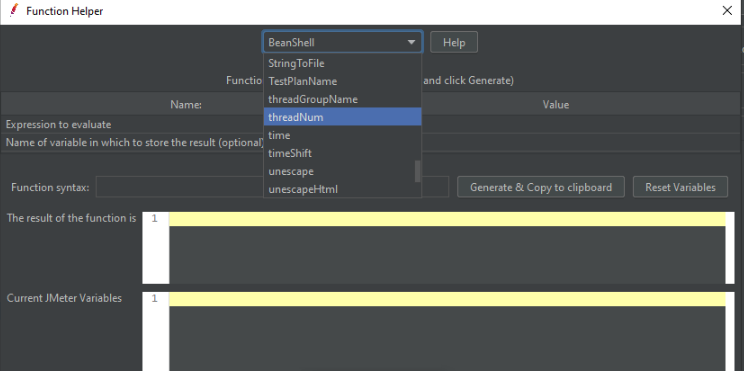 Function Helper
BeanShell
Help
StringToFile
TestPlanName
threadGroupName
threadNum
time
timeShift
unescape
unescapeHtml
Functio
and click Generate)
Name:
Value
Expression to evaluate
Name of variable in which to store the result (optional)
Function syntax:
Generate & Copy to clipboard
Reset Variables
The result of the function is
1
Current JMeter Variables
1